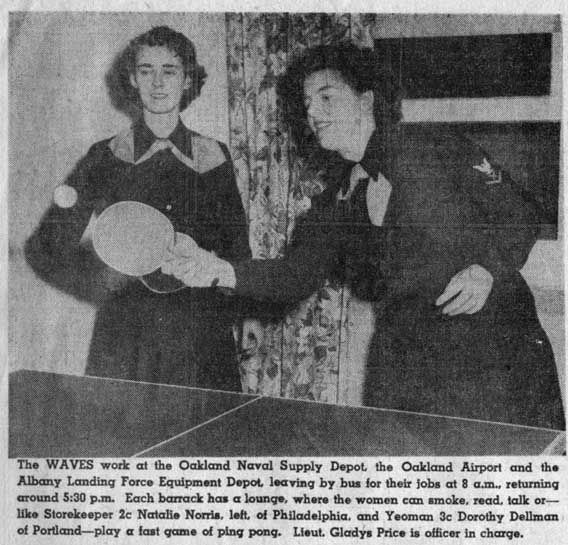 The WAVES work at the Oakland Naval Supply Depot, the Oakland Airport and the
Albany Landing Force Equipment Depot, leaving by bus for their jobs at 8 a.m., returning
around 5:30 p.m. Each barrack has a lounge, where the women can smoke, read, talk or—
like Storekeeper 2c Natalie Norris, left, of Philadelphia, and Yeoman 3c Dorothy Dellman
of Portland—play a fast game of ping pong. Lieut. Gladys Price is officer in charge.